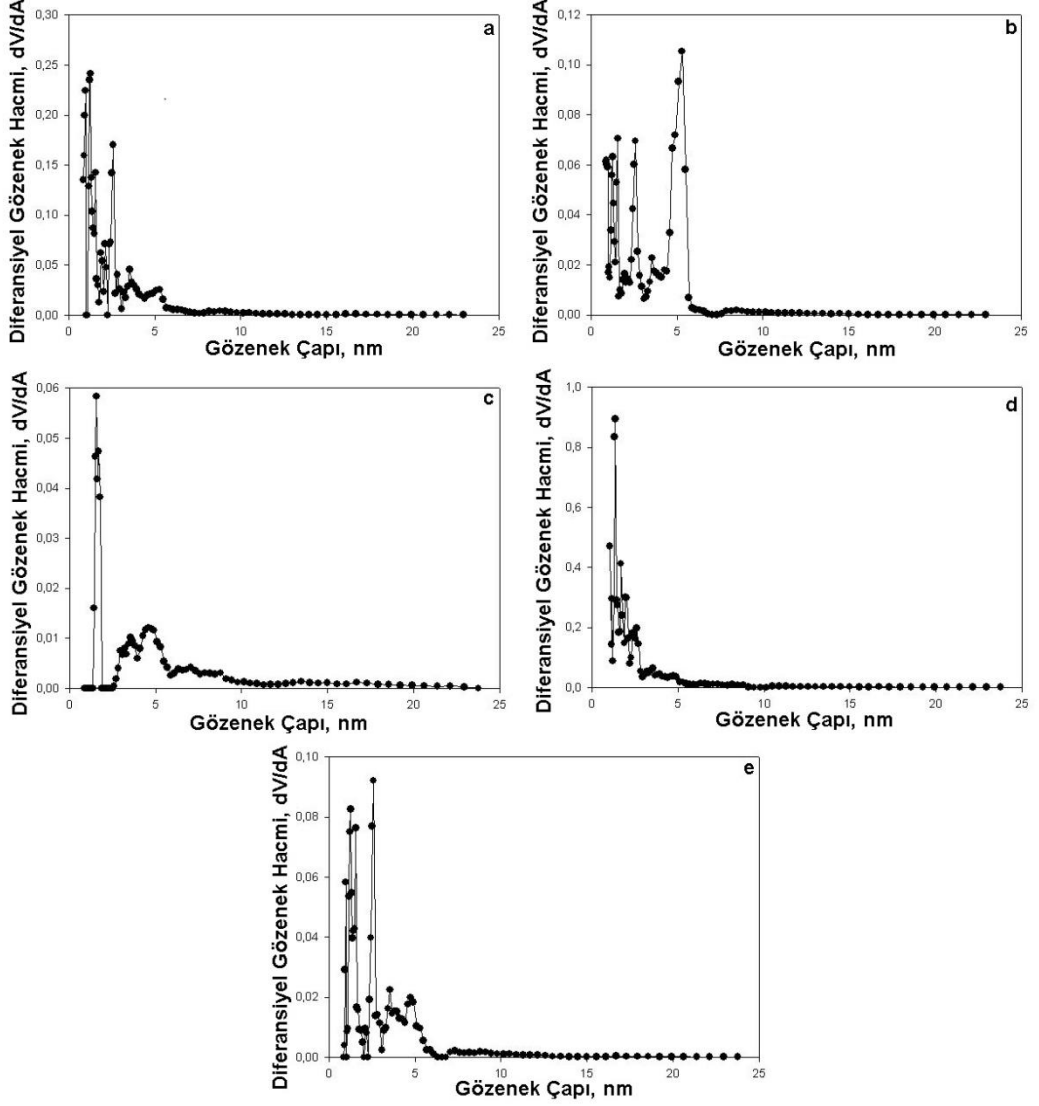 a
Diferansiyel Gözenek Hacmi, dV/dA
0,30
0,25
0,20
0,15
0,10
0,05
0,00
0 5 10 15 20 25
Gözenek Çapı, nm
b
Diferansiyel Gözenek Hacmi, dV/dA
0,12
0,10
0,08
0,06
0,04
0,02
0,00
0 5 10 15 20 25
Gözenek Çapı, nm
c
Diferansiyel Gözenek Hacmi, dV/dA
0,06
0,05
0,04
0,03
0,02
0,01
0,00
0 5 10 15 20 25
Gözenek Çapı, nm
d
Diferansiyel Gözenek Hacmi, dV/dA
1,0
0,8
0,6
0,4
0,2
0,0
0 5 10 15 20 25
Gözenek Çapı, nm
e
Diferansiyel Gözenek Hacmi, dV/dA
0,10
0,08
0,06
0,04
0,02
0,00
0 5 10 15 20 25
Gözenek Çapı, nm